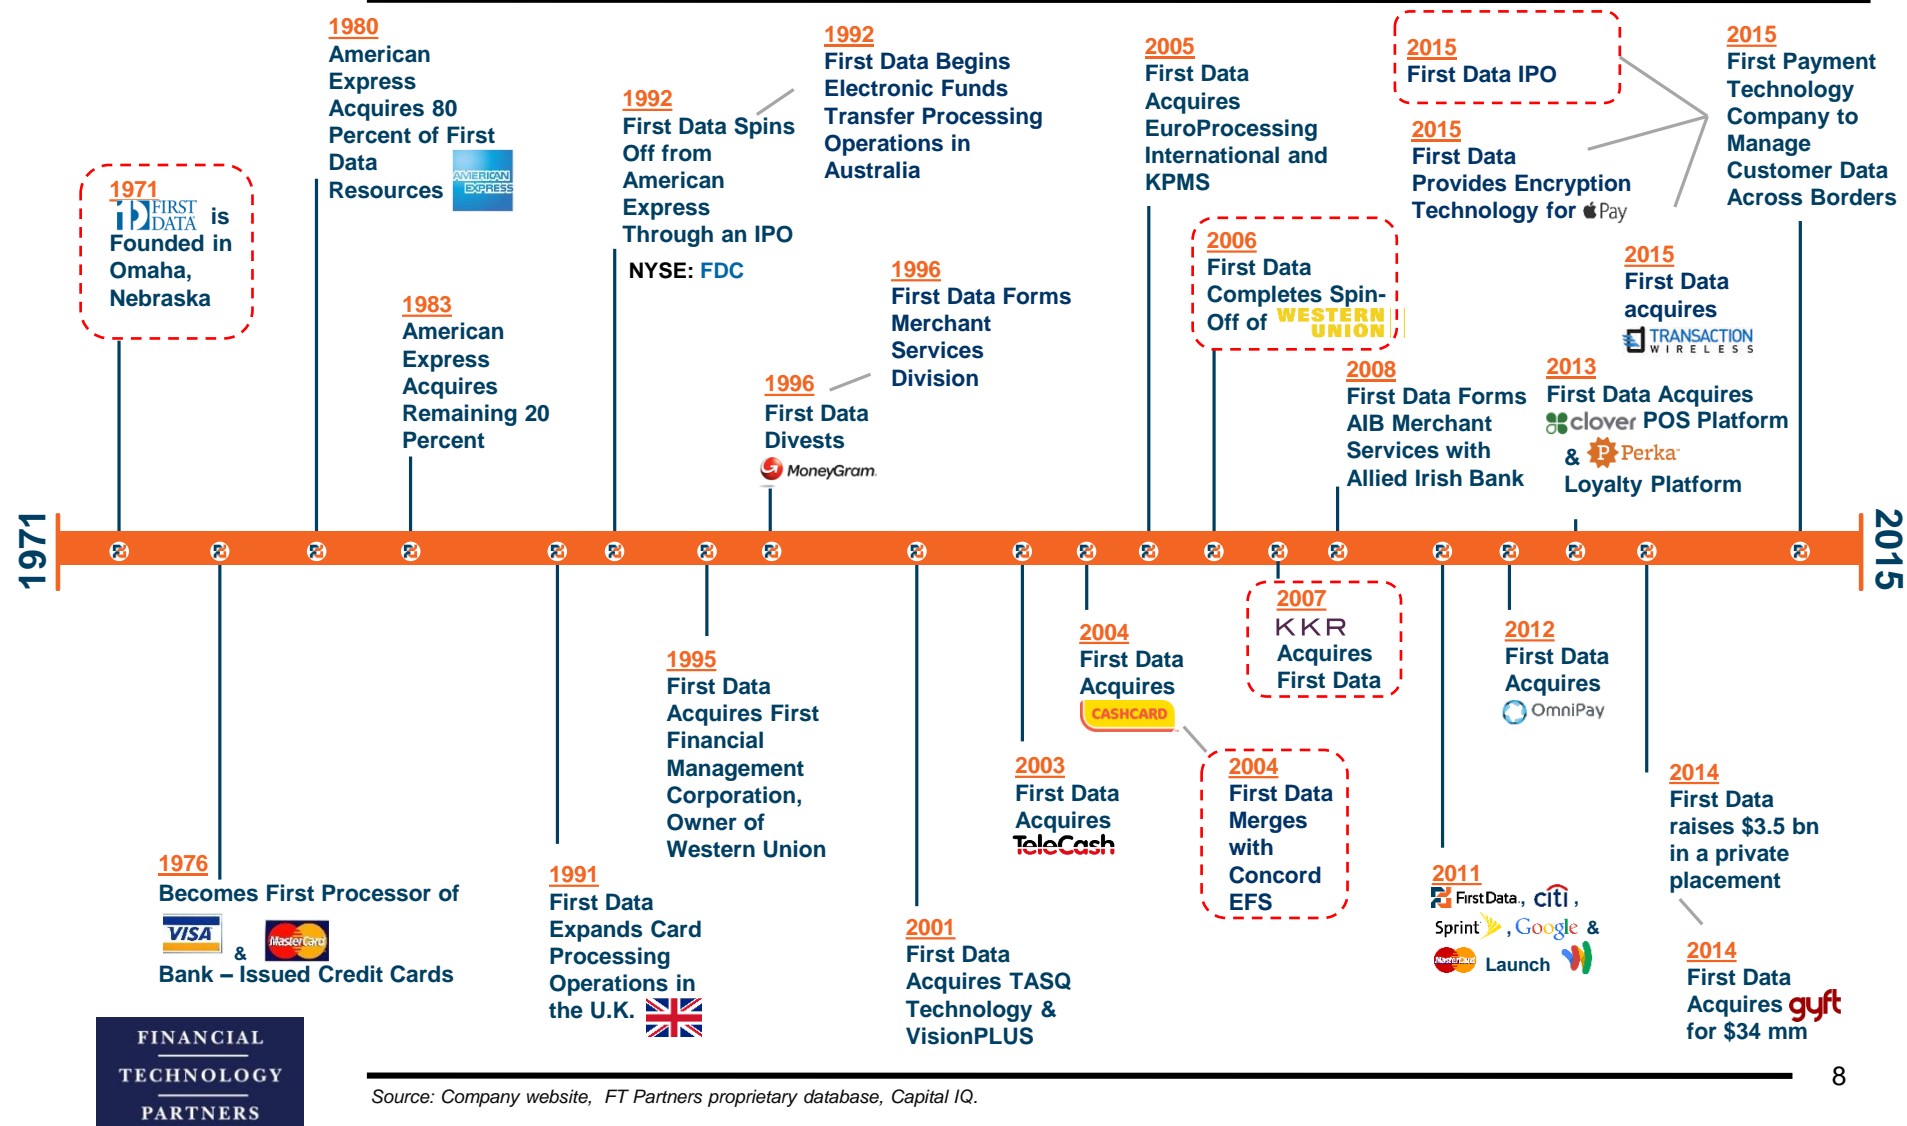 1971
FIRST
DATA is
Founded in
Omaha,
Nebraska
1980
American
Express
Acquires 80
Percent of First
Data
Resources
AMERICAN
EXPRESS
1983
American
Express
Acquires
Remaining 20
Percent
1992
First Data Spins
Off from
American
Express
Through an IPO
NYSE: FDC
1992
First Data Begins
Electronic Funds
Transfer Processing
Operations in
Australia
1996
First Data
Divests
MoneyGram.
1996
First Data Forms
Merchant
Services
Division
2005
First Data
Acquires
EuroProcessing
International and
KPMS
2006
First Data
Completes Spin-
Off of WESTERN
UNION
2008
First Data Forms
AIB Merchant
Services with
Allied Irish Bank
2015
First Data IPO
2015
First Data
Provides Encryption
Technology for Pay
2015
First Data
acquires
TRANSACTION
WIRELESS
2013
First Data Acquires
clover POS Platform
& P Perka
Loyalty Platform
2015
First Payment
Technology
Company to
Manage
Customer Data
Across Borders
1971
2015
1976
Becomes First Processor of
VISA & MasterCard
Bank – Issued Credit Cards
1991
First Data
Expands Card
Processing
Operations in
the U.K.
1995
First Data
Acquires First
Financial
Management
Corporation,
Owner of
Western Union
2001
First Data
Acquires TASQ
Technology &
VisionPLUS
2003
First Data
Acquires
TeleCash
2004
First Data
Acquires
CASHCARD
2004
First Data
Merges
with
Concord
EFS
2007
KKR
Acquires
First Data
2011
First Data., citi ,
Sprint , Google &
MasterCard Launch
2012
First Data
Acquires
OmniPay
2014
First Data
raises $3.5 bn
in a private
placement
2014
First Data
Acquires gyft
for $34 mm
FINANCIAL
TECHNOLOGY
PARTNERS
Source: Company website, FT Partners proprietary database, Capital IQ.
8